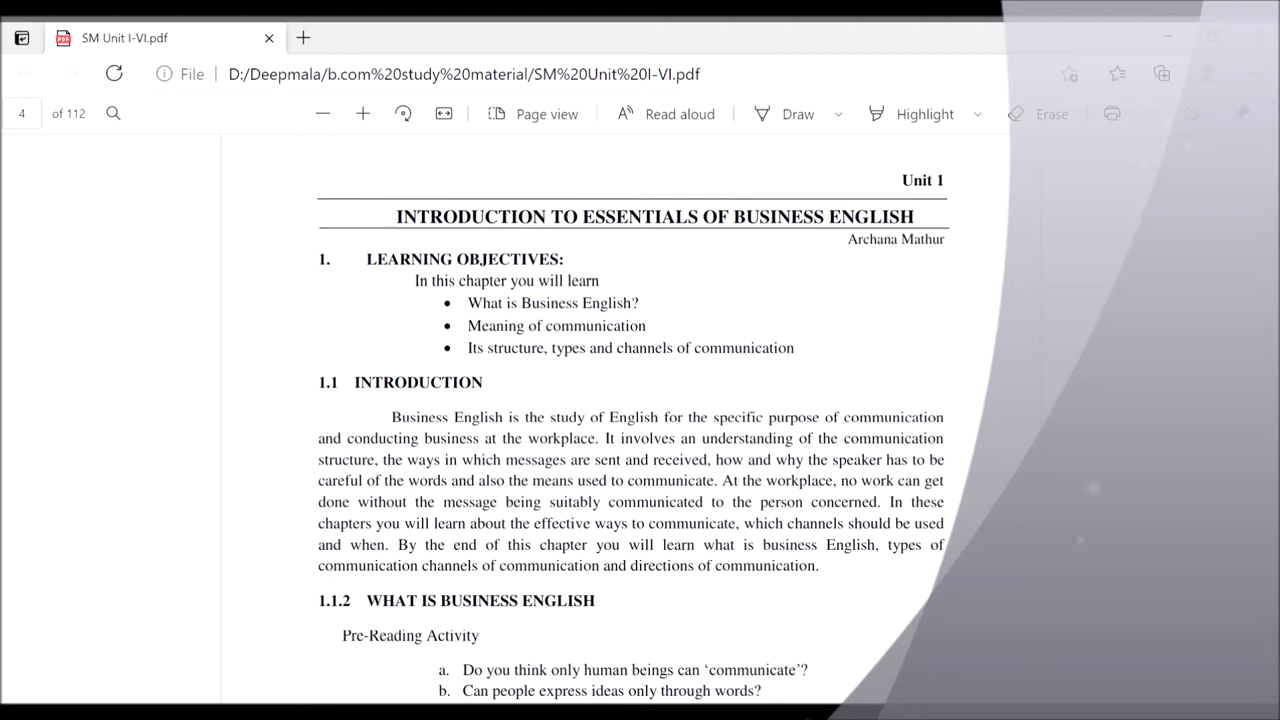 SM Unit I-VI.pdf
File D:/Deepmala/b.com%20study%20material/SM%20Unit%20I-VI.pdf
4 of 112 Page view Read aloud Draw Highlight Erase
Unit 1
INTRODUCTION TO ESSENTIALS OF BUSINESS ENGLISH
Archana Mathur
1. LEARNING OBJECTIVES:
In this chapter you will learn
• What is Business English?
• Meaning of communication
• Its structure, types and channels of communication
1.1 INTRODUCTION
Business English is the study of English for the specific purpose of communication
and conducting business at the workplace. It involves an understanding of the communication
structure, the ways in which messages are sent and received, how and why the speaker has to be
careful of the words and also the means used to communicate. At the workplace, no work can get
done without the message being suitably communicated to the person concerned. In these
chapters you will learn about the effective ways to communicate, which channels should be used
and when. By the end of this chapter you will learn what is business English, types of
communication channels of communication and directions of communication.
1.1.2 WHAT IS BUSINESS ENGLISH
Pre-Reading Activity
a. Do you think only human beings can ‘communicate’?
b. Can people express ideas only through words?